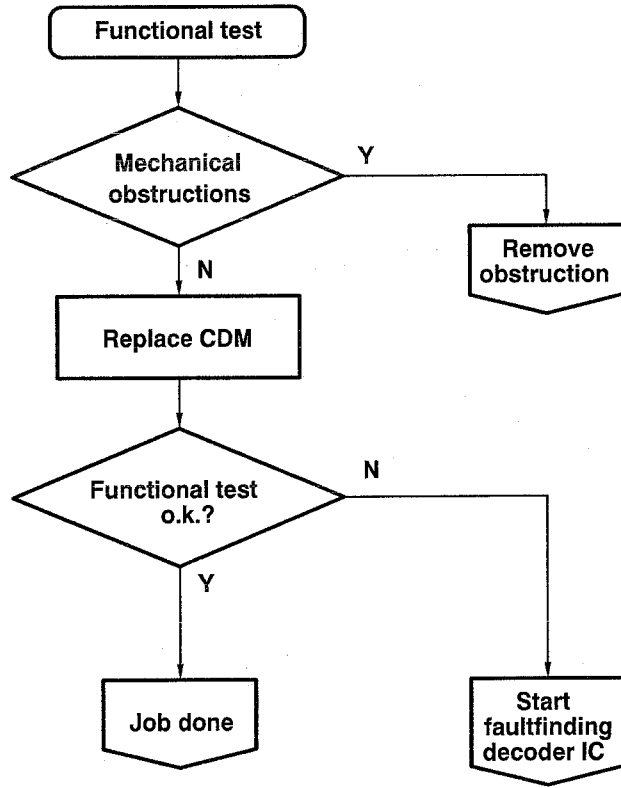 Functional test
Mechanical
obstructions
Y
Remove
obstruction
N
Replace CDM
Functional test
o.k.?
N
Y
Job done
Start
faultfinding
decoder IC